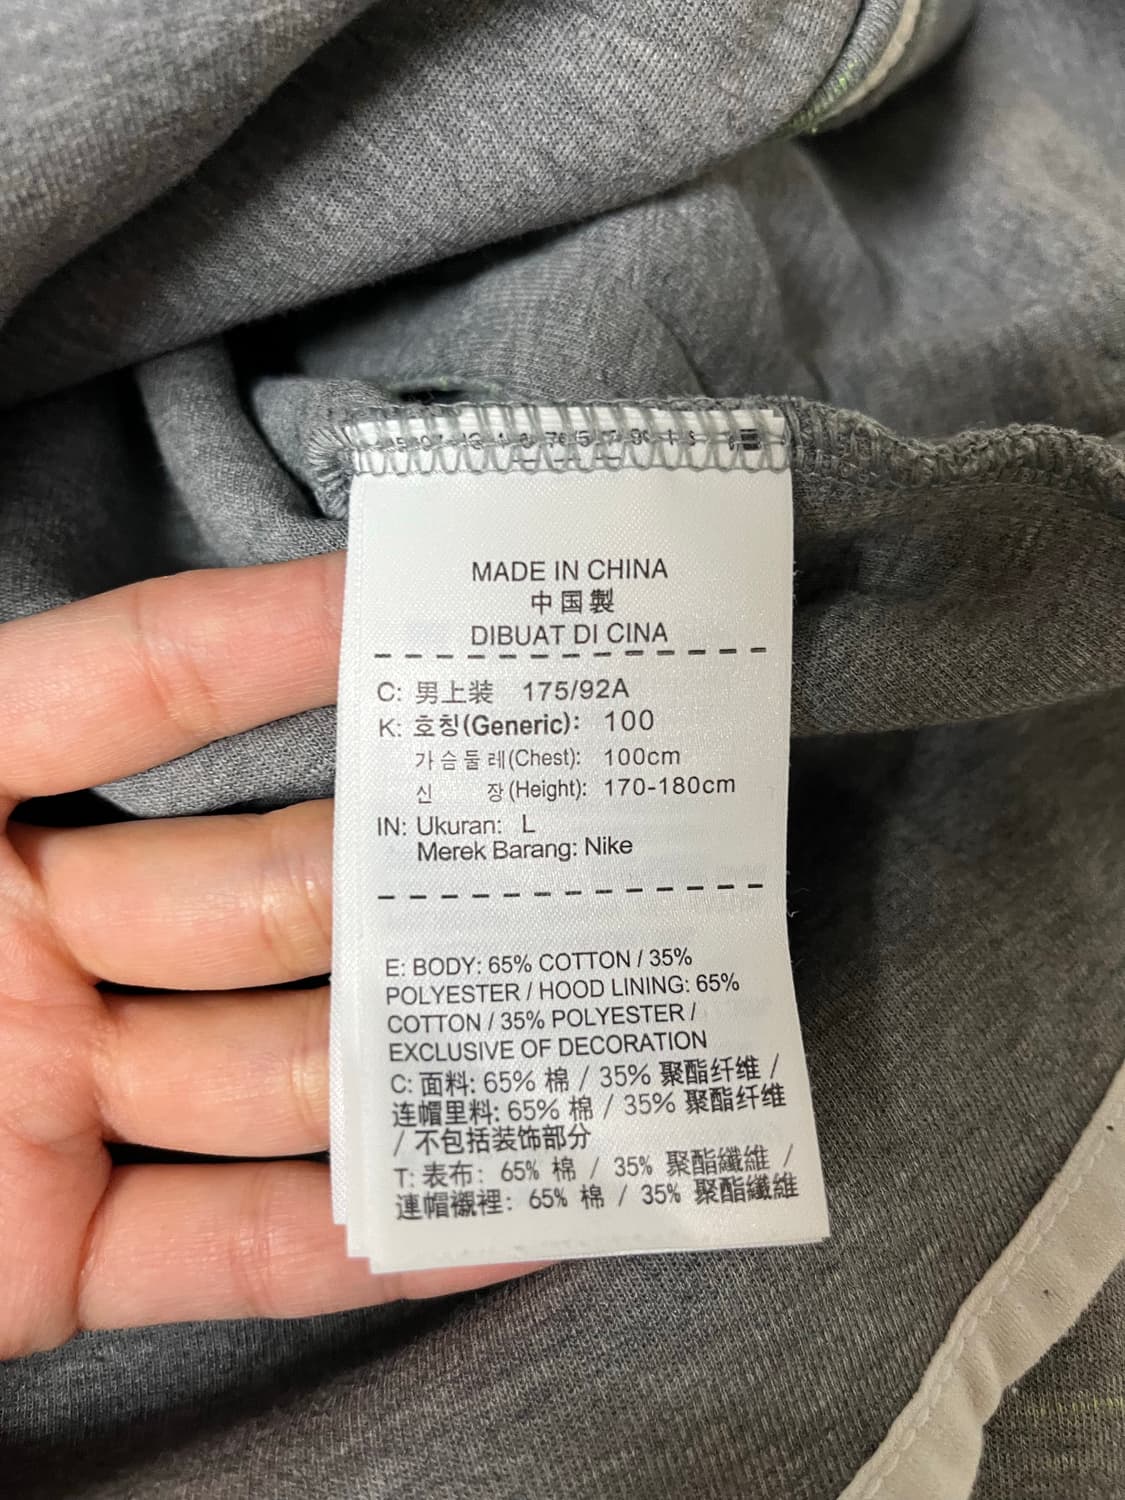 MADE IN CHINA
中国製
DIBUAT DI CINA
C: 男上装 175/92A
K: 호칭(Generic): 100
가슴둘레(Chest): 100cm
신 장(Height): 170-180cm
IN: Ukuran: L
Merek Barang: Nike
E: BODY: 65% COTTON / 35%
POLYESTER / HOOD LINING: 65%
COTTON / 35% POLYESTER /
EXCLUSIVE OF DECORATION
C: 面料: 65% 棉 / 35% 聚酯纤维 /
连帽里料: 65% 棉 / 35% 聚酯纤维
/ 不包括装饰部分
T: 表布: 65% 棉 / 35% 聚酯纖維 /
連帽襯裡: 65% 棉 / 35% 聚酯纖維